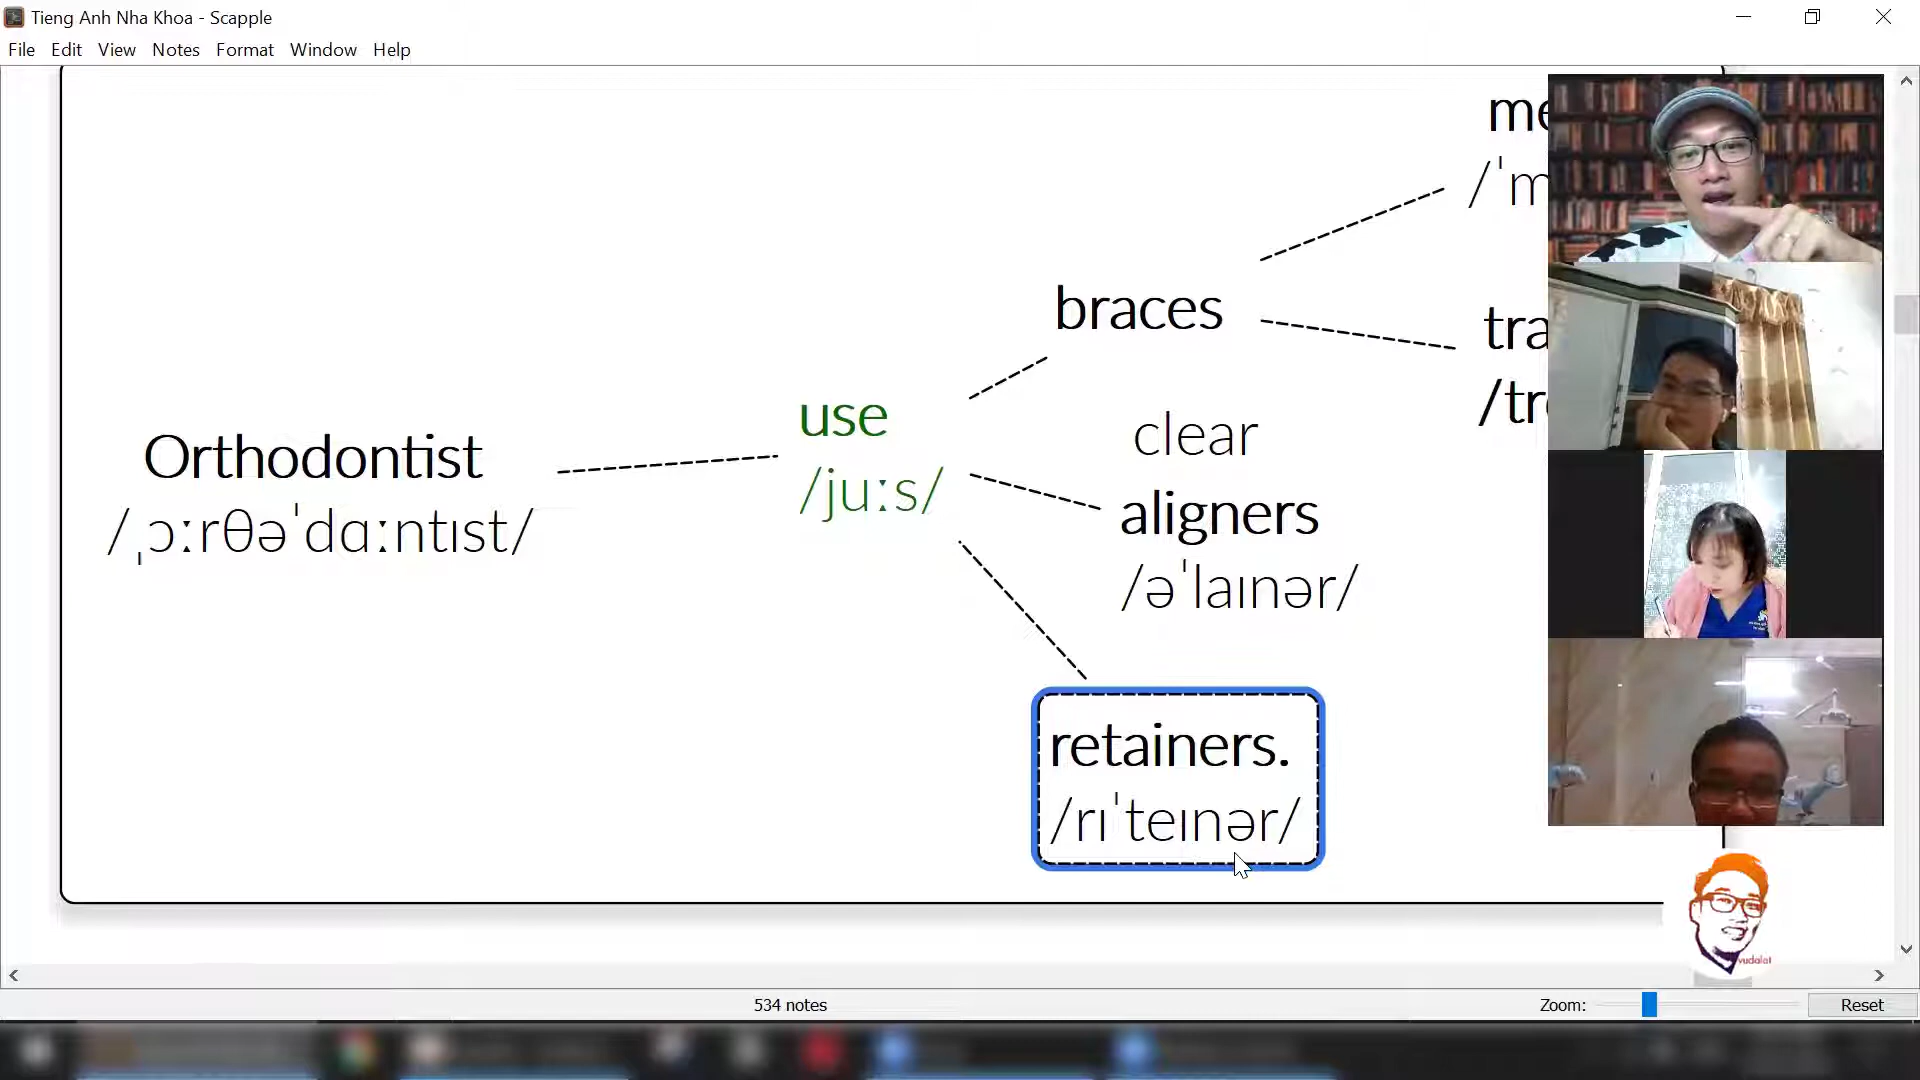 Tieng Anh Nha Khoa - Scapple
File Edit View Notes Format Window Help
braces
use
/juːs/
clear
aligners
/əˈlaɪnər/
Orthodontist
/ˌɔːrθəˈdɑːntɪst/
retainers.
/rɪˈteɪnər/
vudalat
534 notes
Zoom:
Reset